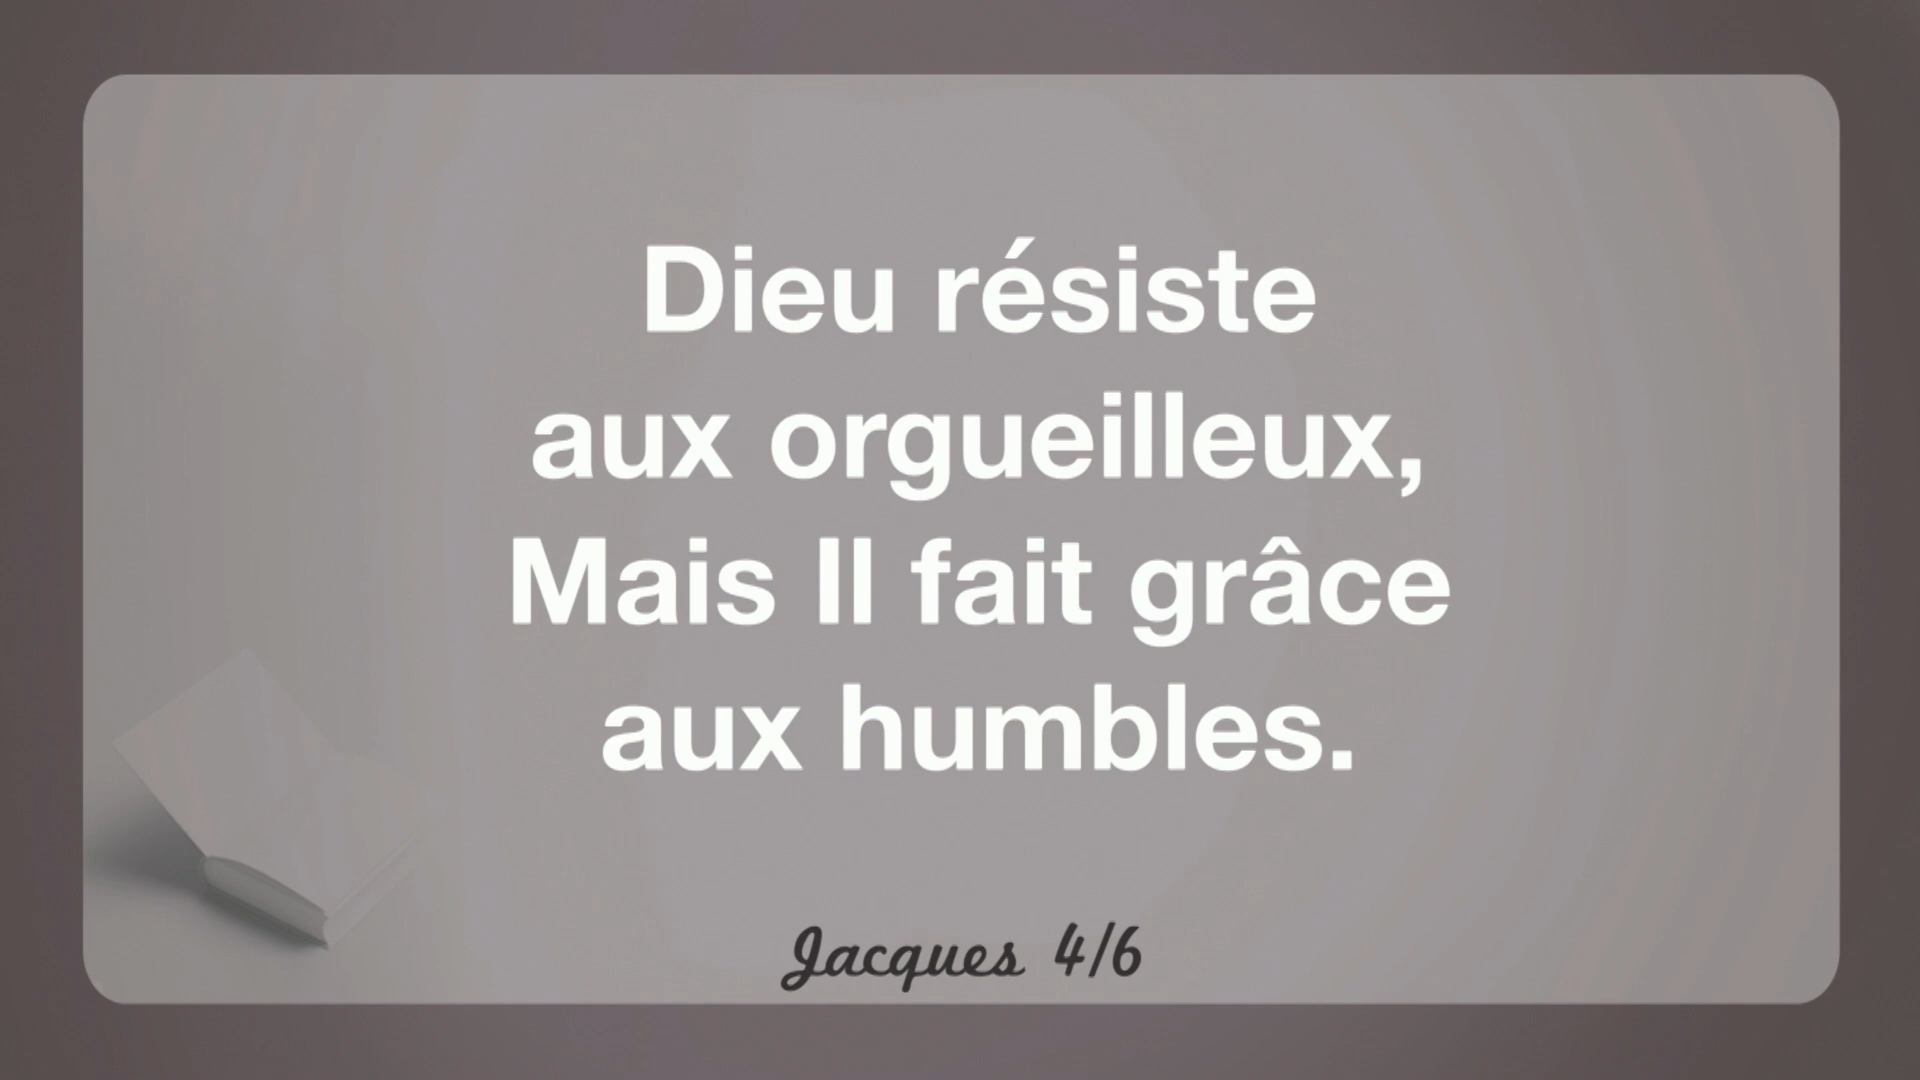 Dieu résiste
aux orgueilleux,
Mais Il fait grâce
aux humbles.
Jacques 4/6